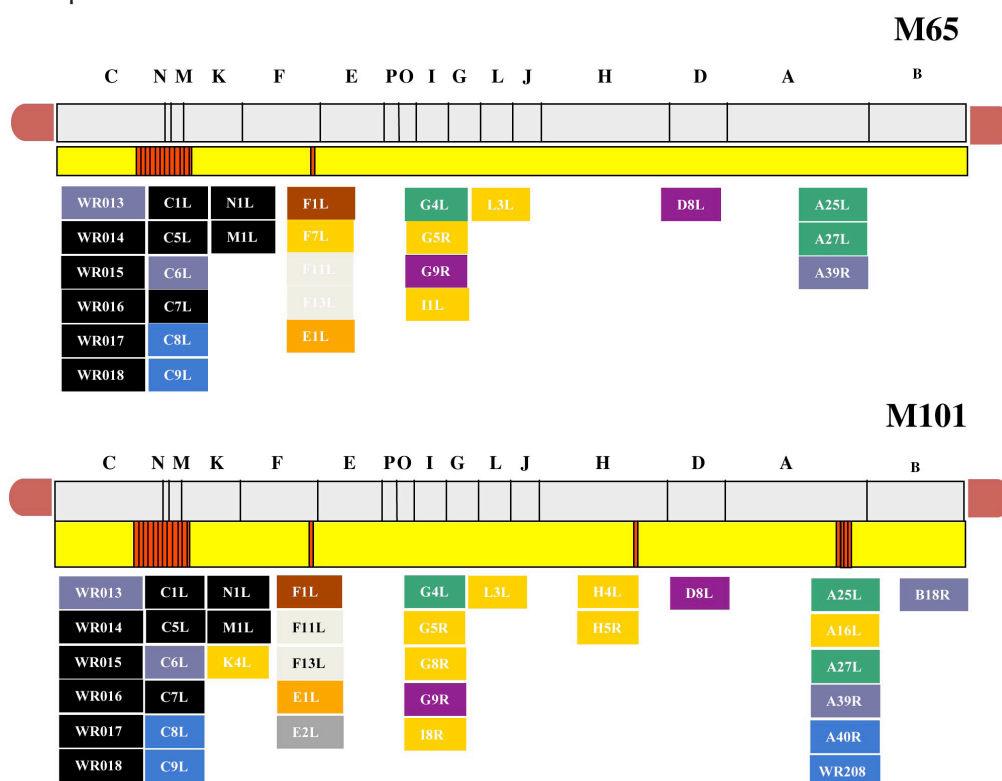 M65
C N M K F E P O I G L J H D A B
WR013 C1L N1L F1L G4L L3L D8L A25L
WR014 C5L M1L F7L G5R A27L
WR015 C6L F11L G9R A39R
WR016 C7L F13L I1L
WR017 C8L E1L
WR018 C9L
M101
C N M K F E P O I G L J H D A B
WR013 C1L N1L F1L G4L L3L H4L D8L A25L B18R
WR014 C5L M1L F11L G5R H5R A16L
WR015 C6L K4L F13L G8R A27L
WR016 C7L E1L G9R A39R
WR017 C8L E2L I8R A40R
WR018 C9L WR208